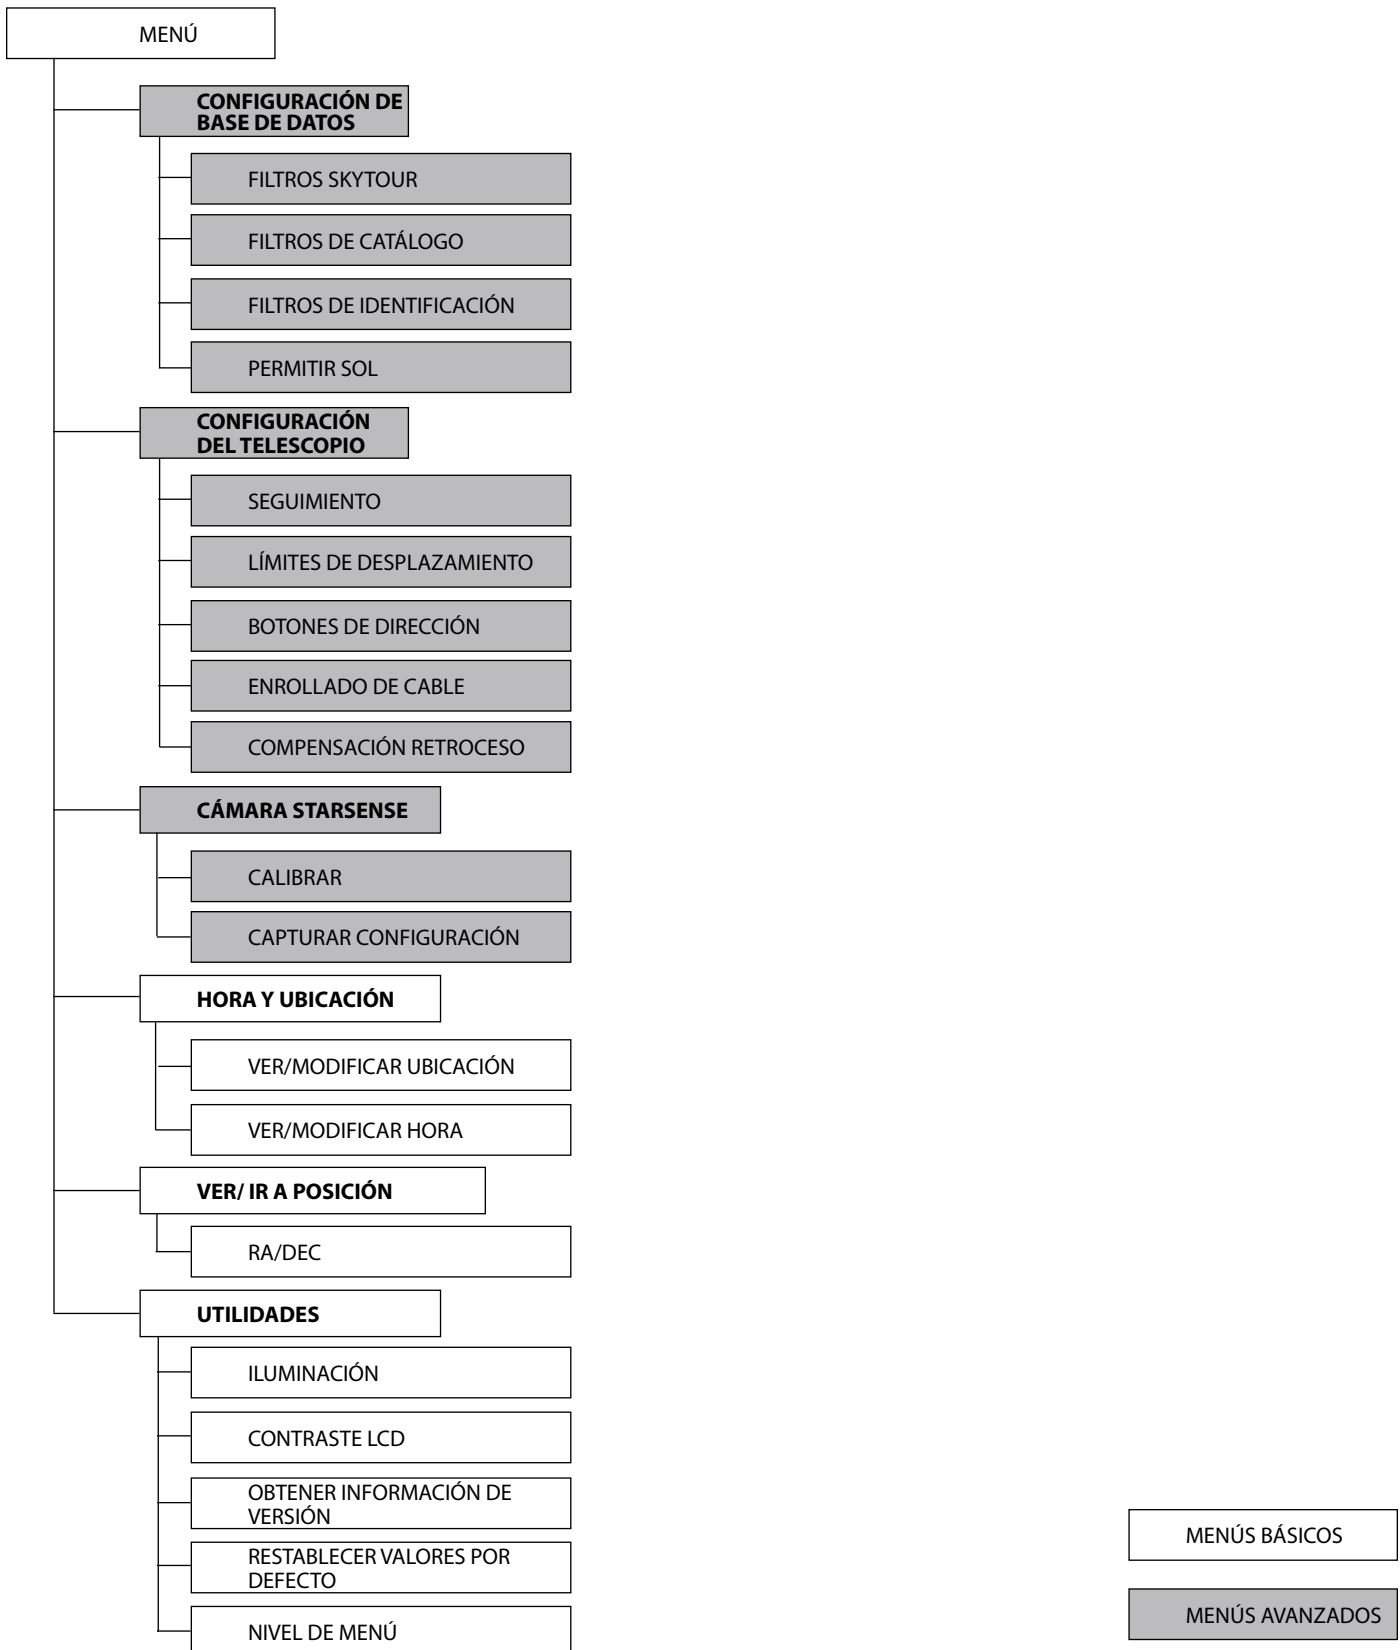 MENÚ
CONFIGURACIÓN DE
BASE DE DATOS
FILTROS SKYTOUR
FILTROS DE CATÁLOGO
FILTROS DE IDENTIFICACIÓN
PERMITIR SOL
CONFIGURACIÓN
DEL TELESCOPIO
SEGUIMIENTO
LÍMITES DE DESPLAZAMIENTO
BOTONES DE DIRECCIÓN
ENROLLADO DE CABLE
COMPENSACIÓN RETROCESO
CÁMARA STARSENSE
CALIBRAR
CAPTURAR CONFIGURACIÓN
HORA Y UBICACIÓN
VER/MODIFICAR UBICACIÓN
VER/MODIFICAR HORA
VER/ IR A POSICIÓN
RA/DEC
UTILIDADES
ILUMINACIÓN
CONTRASTE LCD
OBTENER INFORMACIÓN DE
VERSIÓN
RESTABLECER VALORES POR
DEFECTO
NIVEL DE MENÚ
MENÚS BÁSICOS
MENÚS AVANZADOS